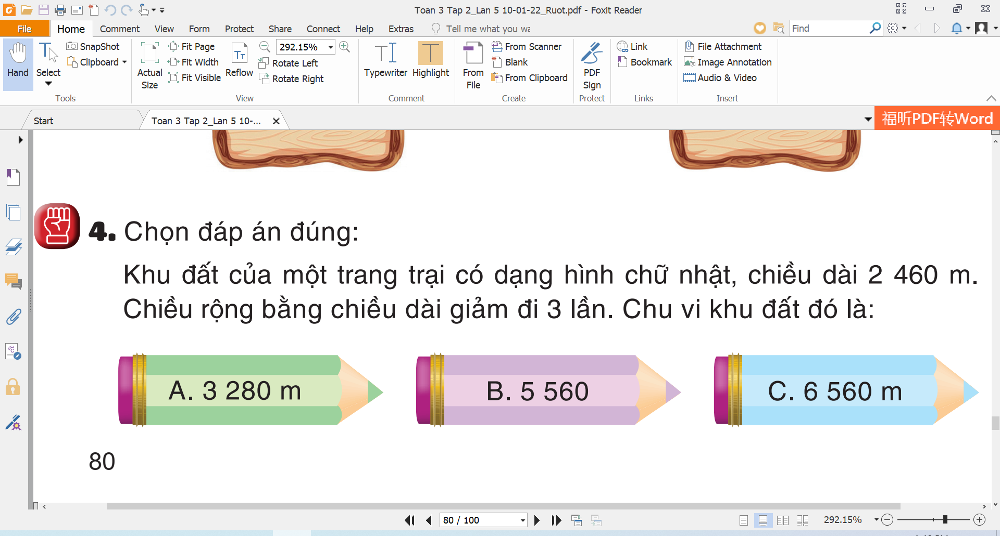 Toan 3 Tap 2_Lan 5 10-01-22_Ruot.pdf - Foxit Reader
File Home Comment View Form Protect Share Connect Help Extras Tell me what you wa Find
Hand
Select
SnapShot
Clipboard
Tools
Actual Size
Fit Page
Fit Width
Fit Visible
Reflow
292.15%
Rotate Left
Rotate Right
View
Typewriter
Highlight
Comment
From File
From Scanner
Blank
From Clipboard
Create
PDF Sign
Protect
Link
Bookmark
Links
File Attachment
Image Annotation
Audio & Video
Insert
Start
Toan 3 Tap 2_Lan 5 10-...
福昕PDF转Word
4. Chọn đáp án đúng:
Khu đất của một trang trại có dạng hình chữ nhật, chiều dài 2 460 m.
Chiều rộng bằng chiều dài giảm đi 3 lần. Chu vi khu đất đó là:
A. 3 280 m
B. 5 560
C. 6 560 m
80
80 / 100
292.15%